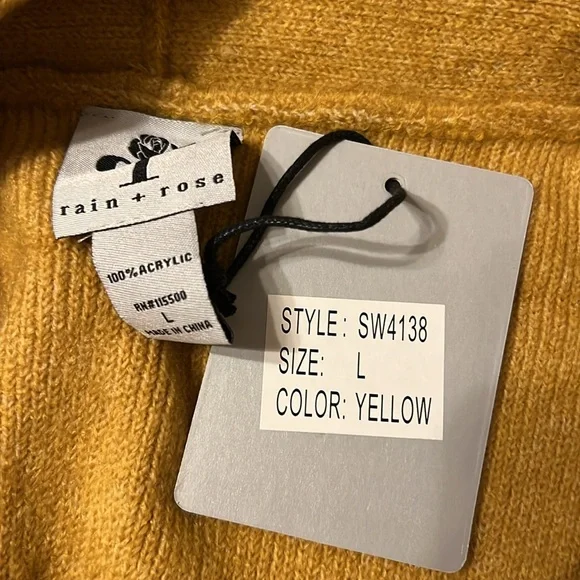 rain + rose
100% ACRYLIC
RN#115500
L
MADE IN CHINA
STYLE: SW4138
SIZE: L
COLOR: YELLOW